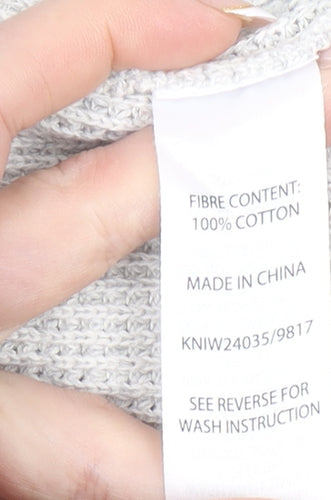 FIBRE CONTENT:
100% COTTON
MADE IN CHINA
KNIW24035/9817
SEE REVERSE FOR
WASH INSTRUCTION